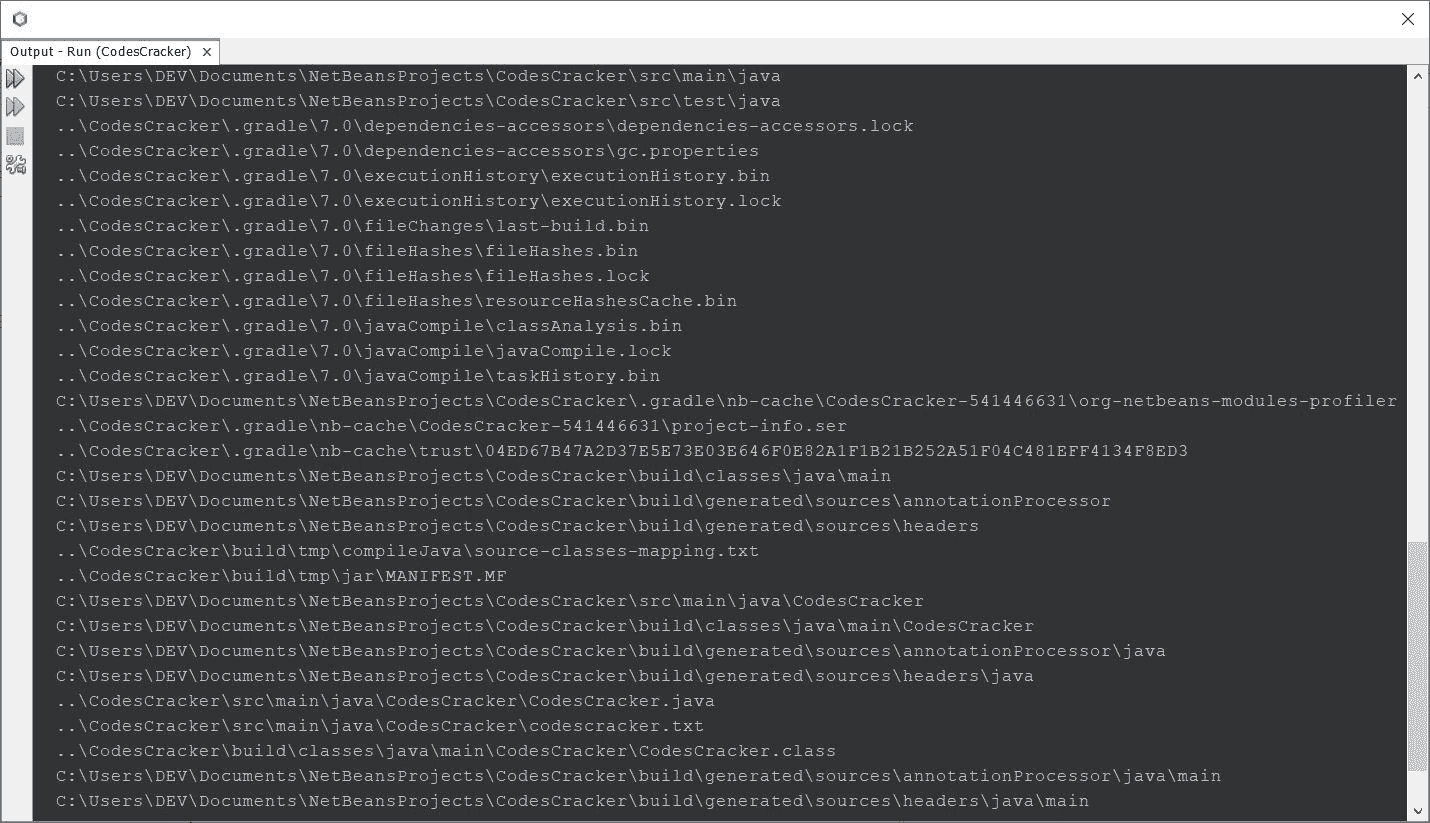 Output - Run (CodesCracker)
C:\Users\DEV\Documents\NetBeansProjects\CodesCracker\src\main\java
C:\Users\DEV\Documents\NetBeansProjects\CodesCracker\src\test\java
..\CodesCracker\.gradle\7.0\dependencies-accessors\dependencies-accessors.lock
..\CodesCracker\.gradle\7.0\dependencies-accessors\gc.properties
..\CodesCracker\.gradle\7.0\executionHistory\executionHistory.bin
..\CodesCracker\.gradle\7.0\executionHistory\executionHistory.lock
..\CodesCracker\.gradle\7.0\fileChanges\last-build.bin
..\CodesCracker\.gradle\7.0\fileHashes\fileHashes.bin
..\CodesCracker\.gradle\7.0\fileHashes\fileHashes.lock
..\CodesCracker\.gradle\7.0\fileHashes\resourceHashesCache.bin
..\CodesCracker\.gradle\7.0\javaCompile\classAnalysis.bin
..\CodesCracker\.gradle\7.0\javaCompile\javaCompile.lock
..\CodesCracker\.gradle\7.0\javaCompile\taskHistory.bin
C:\Users\DEV\Documents\NetBeansProjects\CodesCracker\.gradle\nb-cache\CodesCracker-541446631\org-netbeans-modules-profiler
..\CodesCracker\.gradle\nb-cache\CodesCracker-541446631\project-info.ser
..\CodesCracker\.gradle\nb-cache\trust\04ED67B47A2D37E5E73E03E646F0E82A1F1B21B252A51F04C481EFF4134F8ED3
C:\Users\DEV\Documents\NetBeansProjects\CodesCracker\build\classes\java\main
C:\Users\DEV\Documents\NetBeansProjects\CodesCracker\build\generated\sources\annotationProcessor
C:\Users\DEV\Documents\NetBeansProjects\CodesCracker\build\generated\sources\headers
..\CodesCracker\build\tmp\compileJava\source-classes-mapping.txt
..\CodesCracker\build\tmp\jar\MANIFEST.MF
C:\Users\DEV\Documents\NetBeansProjects\CodesCracker\src\main\java\CodesCracker
C:\Users\DEV\Documents\NetBeansProjects\CodesCracker\build\classes\java\main\CodesCracker
C:\Users\DEV\Documents\NetBeansProjects\CodesCracker\build\generated\sources\annotationProcessor\java
C:\Users\DEV\Documents\NetBeansProjects\CodesCracker\build\generated\sources\headers\java
..\CodesCracker\src\main\java\CodesCracker\CodesCracker.java
..\CodesCracker\src\main\java\CodesCracker\codescracker.txt
..\CodesCracker\build\classes\java\main\CodesCracker\CodesCracker.class
C:\Users\DEV\Documents\NetBeansProjects\CodesCracker\build\generated\sources\annotationProcessor\java\main
C:\Users\DEV\Documents\NetBeansProjects\CodesCracker\build\generated\sources\headers\java\main